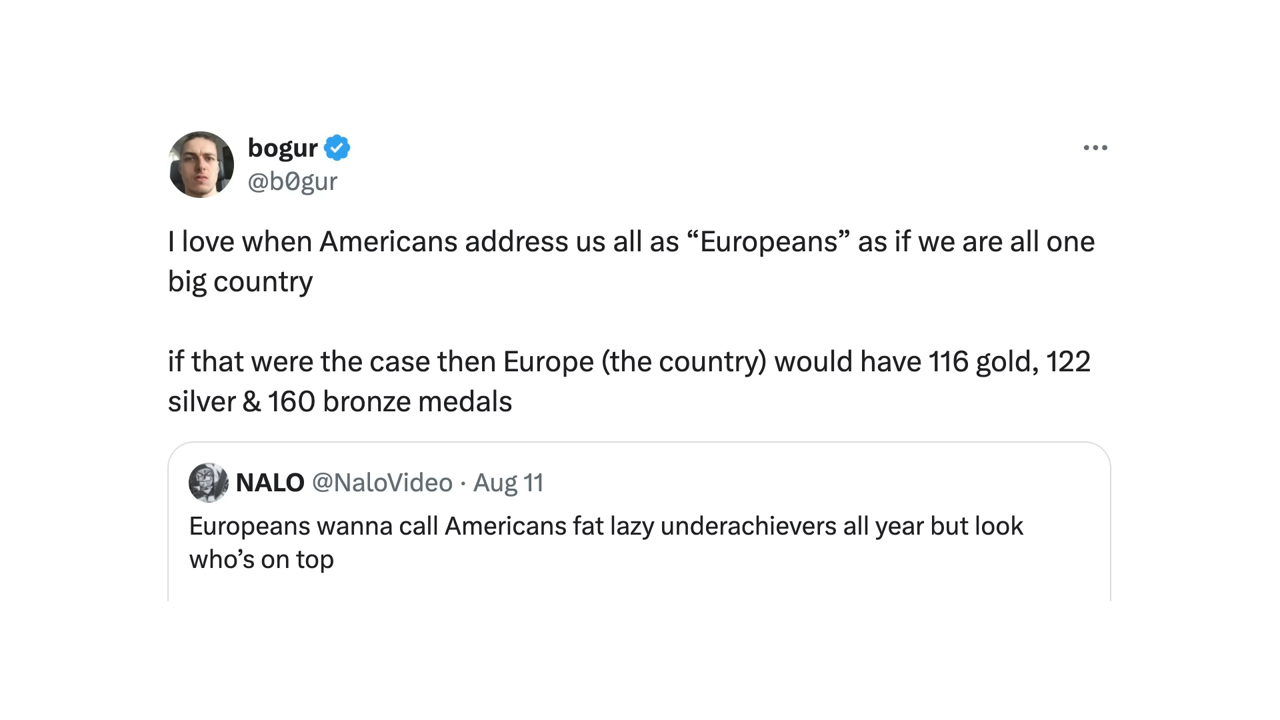 bogur
@b0gur
I love when Americans address us all as “Europeans” as if we are all one
big country
if that were the case then Europe (the country) would have 116 gold, 122
silver & 160 bronze medals
NALO @NaloVideo · Aug 11
Europeans wanna call Americans fat lazy underachievers all year but look
who’s on top